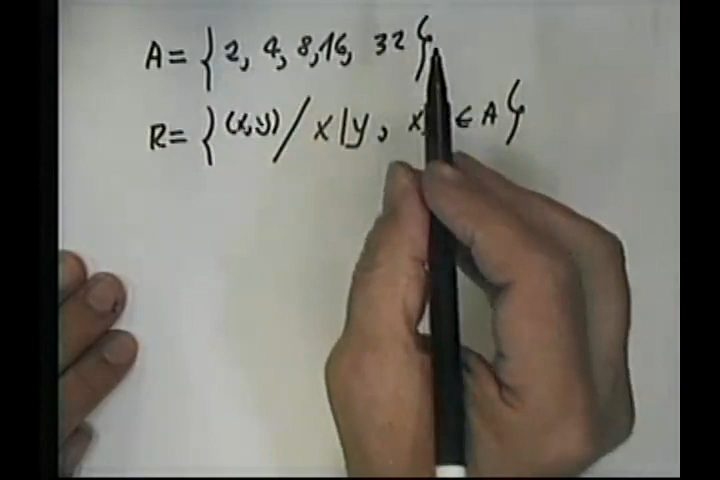 A = { 2, 4, 8, 16, 32 }
R = { (x,y) / x | y , x, ∈ A }